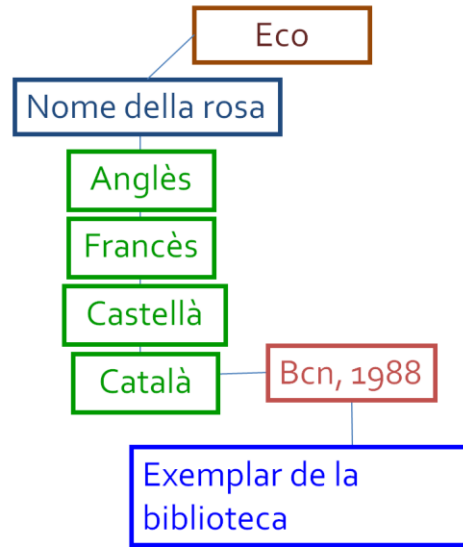 Eco
Nome della rosa
Anglès
Francès
Castellà
Català
Bcn, 1988
Exemplar de la
biblioteca